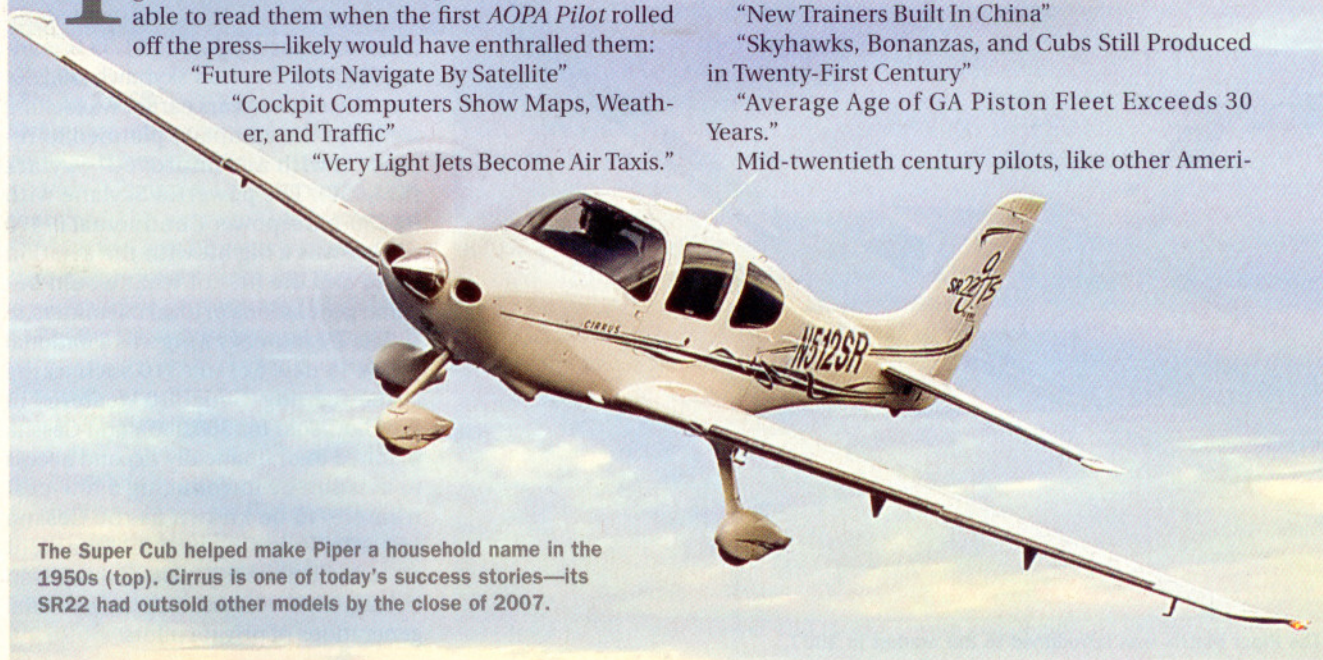 able to read them when the first AOPA Pilot rolled
off the press—likely would have enthralled them:
"Future Pilots Navigate By Satellite"
"Cockpit Computers Show Maps, Weath-
er, and Traffic"
"Very Light Jets Become Air Taxis."
"New Trainers Built In China"
"Skyhawks, Bonanzas, and Cubs Still Produced
in Twenty-First Century"
"Average Age of GA Piston Fleet Exceeds 30
Years."
Mid-twentieth century pilots, like other Ameri-
CIRRUS
N512SR
SR22
The Super Cub helped make Piper a household name in the
1950s (top). Cirrus is one of today's success stories—its
SR22 had outsold other models by the close of 2007.